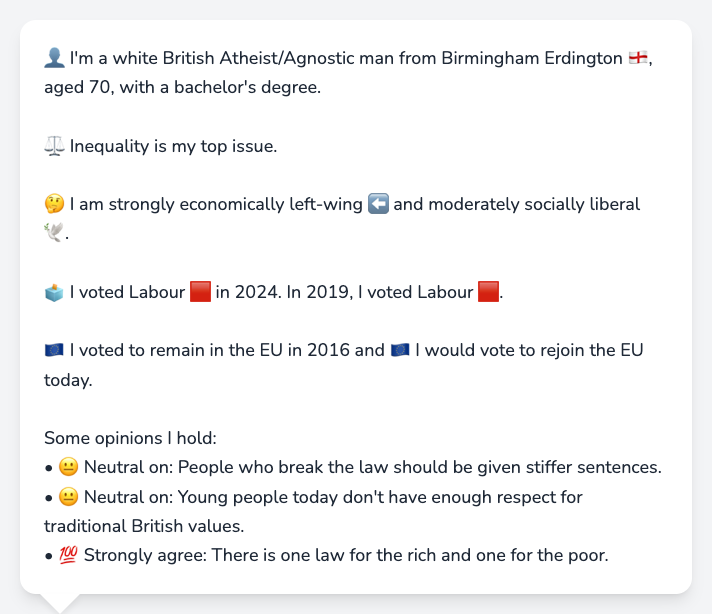 👤 I'm a white British Atheist/Agnostic man from Birmingham Erdington 🏴󠁧󠁢󠁥󠁮󠁧󠁿,
aged 70, with a bachelor's degree.
⚖️ Inequality is my top issue.
🤔 I am strongly economically left-wing ⬅️ and moderately socially liberal
🕊️.
🗳️ I voted Labour 🟥 in 2024. In 2019, I voted Labour 🟥.
🇪🇺 I voted to remain in the EU in 2016 and 🇪🇺 I would vote to rejoin the EU
today.
Some opinions I hold:
• 😐 Neutral on: People who break the law should be given stiffer sentences.
• 😐 Neutral on: Young people today don't have enough respect for
traditional British values.
• 💯 Strongly agree: There is one law for the rich and one for the poor.